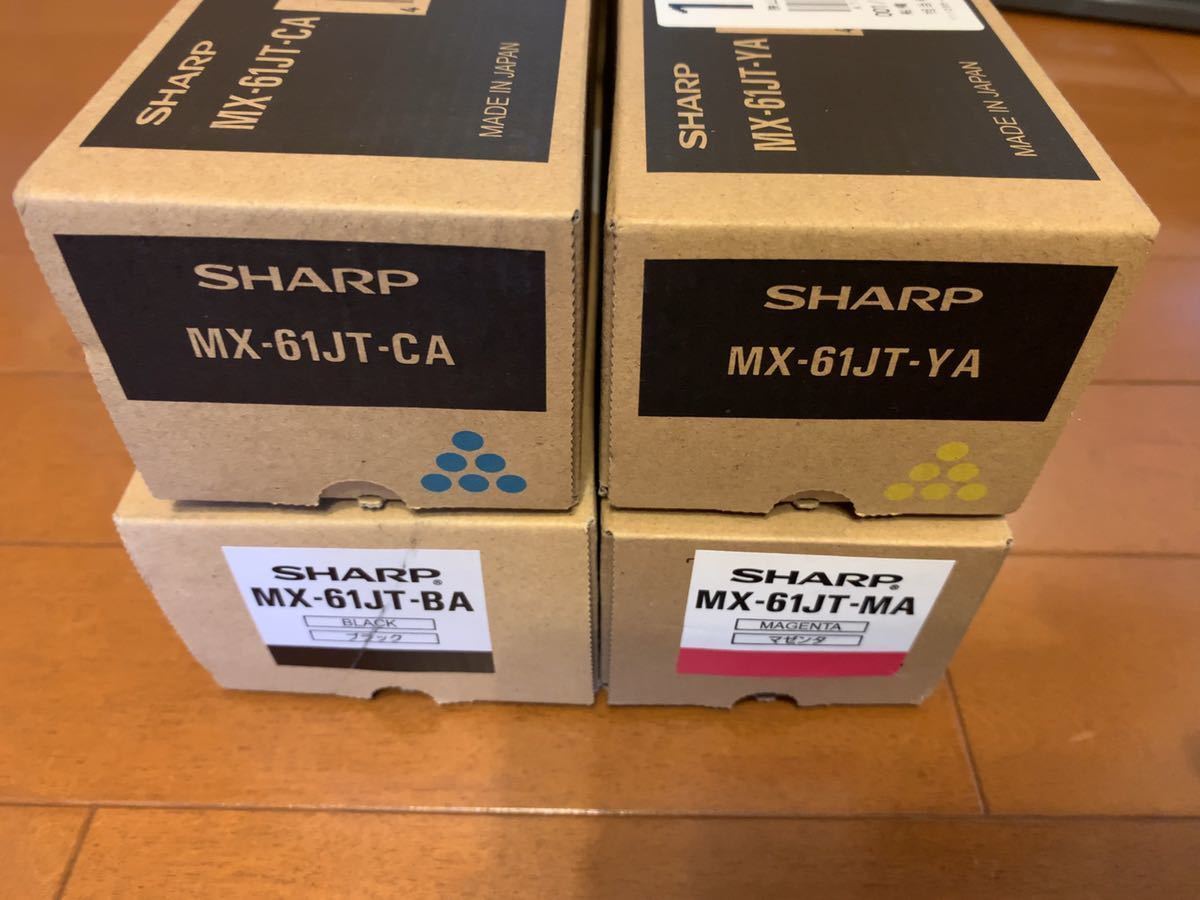 SHARP
MX-61JT-CA
MADE IN JAPAN
SHARP
MX-61JT-YA
MADE IN JAPAN
SHARP
MX-61JT-CA
SHARP
MX-61JT-YA
SHARP®
MX-61JT-BA
BLACK
ブラック
SHARP®
MX-61JT-MA
MAGENTA
マゼンタ